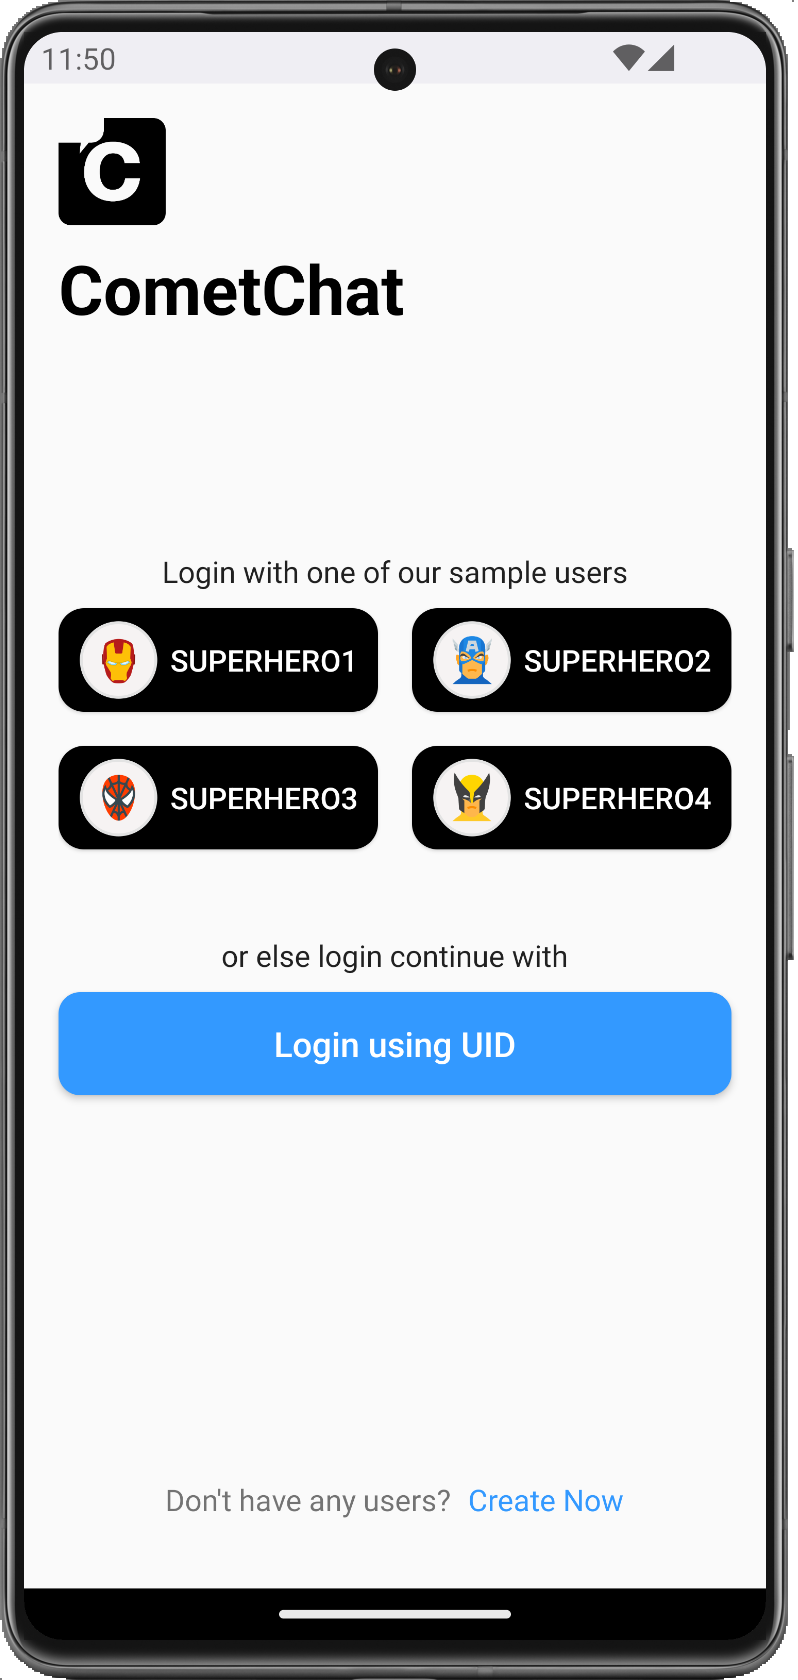 11:50
C
CometChat
Login with one of our sample users
SUPERHERO1 SUPERHERO2
SUPERHERO3 SUPERHERO4
or else login continue with
Login using UID
Don't have any users? Create Now